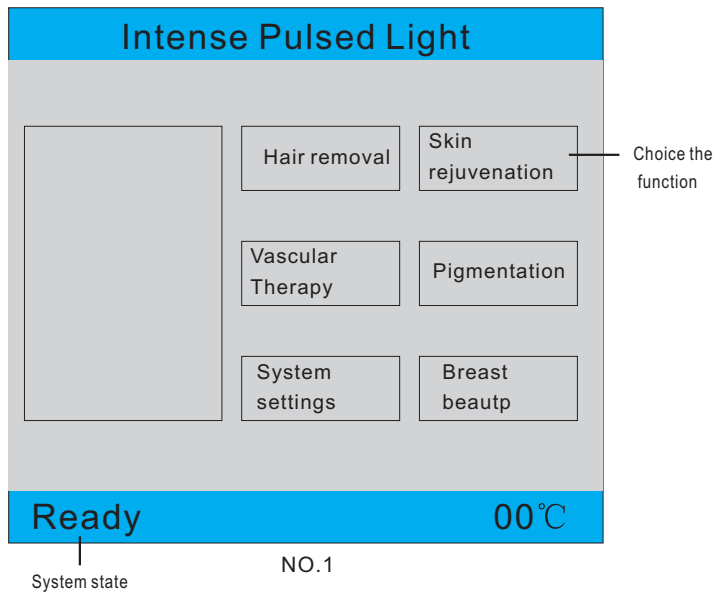 Intense Pulsed Light
Hair removal
Skin
rejuvenation
Choice the
function
Vascular
Therapy
Pigmentation
System
settings
Breast
beautp
Ready
00℃
System state
NO.1